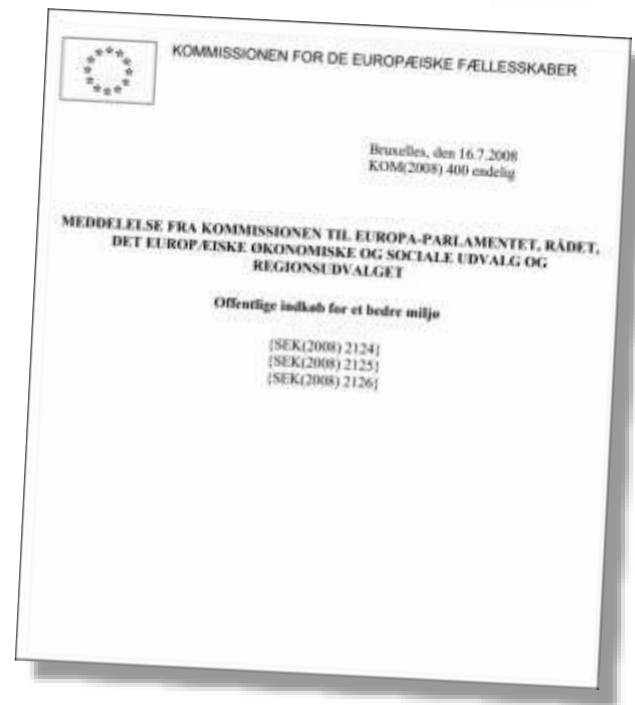 KOMMISSIONEN FOR DE EUROPÆISKE FÆLLESSKABER
Bruxelles, den 16.7.2008
KOM(2008) 400 endelig
MEDDELELSE FRA KOMMISSIONEN TIL EUROPA-PARLAMENTET, RÅDET,
DET EUROPÆISKE ØKONOMISKE OG SOCIALE UDVALG OG
REGIONSUDVALGET
Offentlige indkøb for et bedre miljø
{SEK(2008) 2124}
{SEK(2008) 2125}
{SEK(2008) 2126}